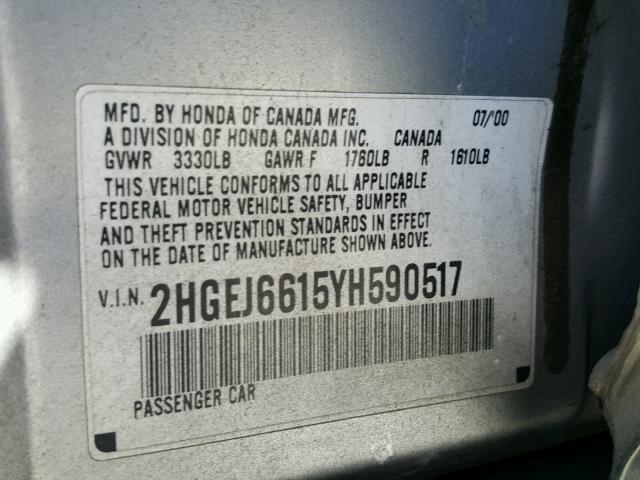 MFD. BY HONDA OF CANADA MFG. 07/'00
A DIVISION OF HONDA CANADA INC. CANADA
GVWR 3330LB GAWR F 1760LB R 1610LB
THIS VEHICLE CONFORMS TO ALL APPLICABLE
FEDERAL MOTOR VEHICLE SAFETY, BUMPER
AND THEFT PREVENTION STANDARDS IN EFFECT
ON THE DATE OF MANUFACTURE SHOWN ABOVE.
V.I.N. 2HGEJ6615YH590517
PASSENGER CAR